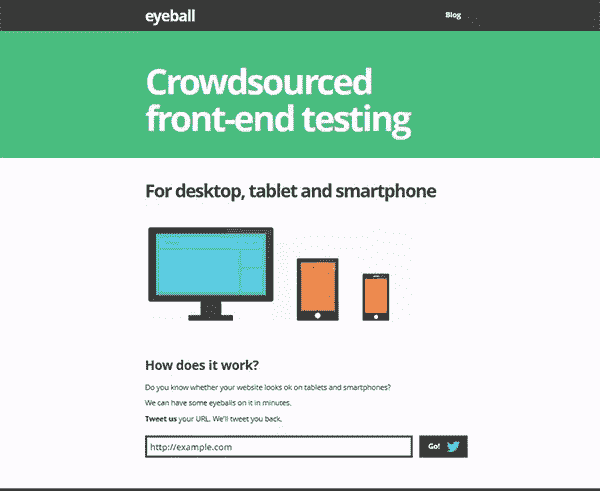 eyeball
Blog
Crowdsourced
front-end testing
For desktop, tablet and smartphone
How does it work?
Do you know whether your website looks ok on tablets and smartphones?
We can have some eyeballs on it in minutes.
Tweet us your URL. We'll tweet you back.
http://example.com
Go!